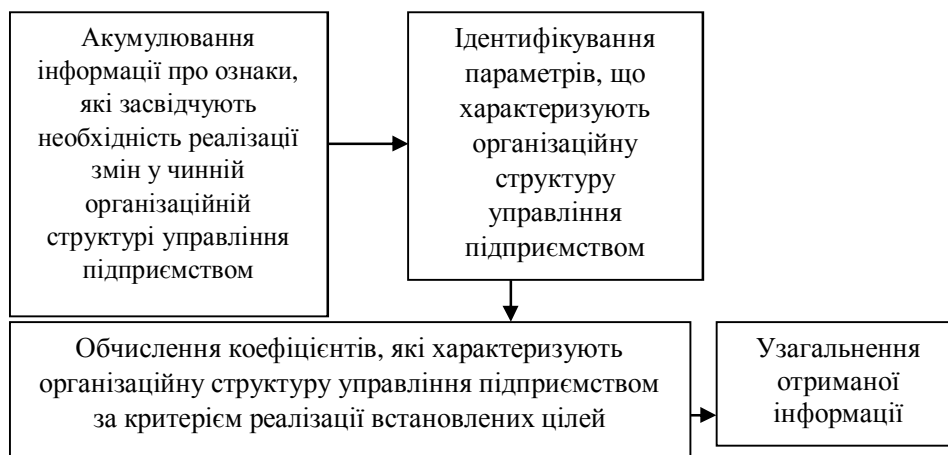 Акумулювання
інформації про ознаки,
які засвідчують
необхідність реалізації
змін у чинній
організаційній
структурі управління
підприємством
Ідентифікування
параметрів, що
характеризують
організаційну
структуру
управління
підприємством
Обчислення коефіцієнтів, які характеризують
організаційну структуру управління підприємством
за критерієм реалізації встановлених цілей
Узагальнення
отриманої
інформації